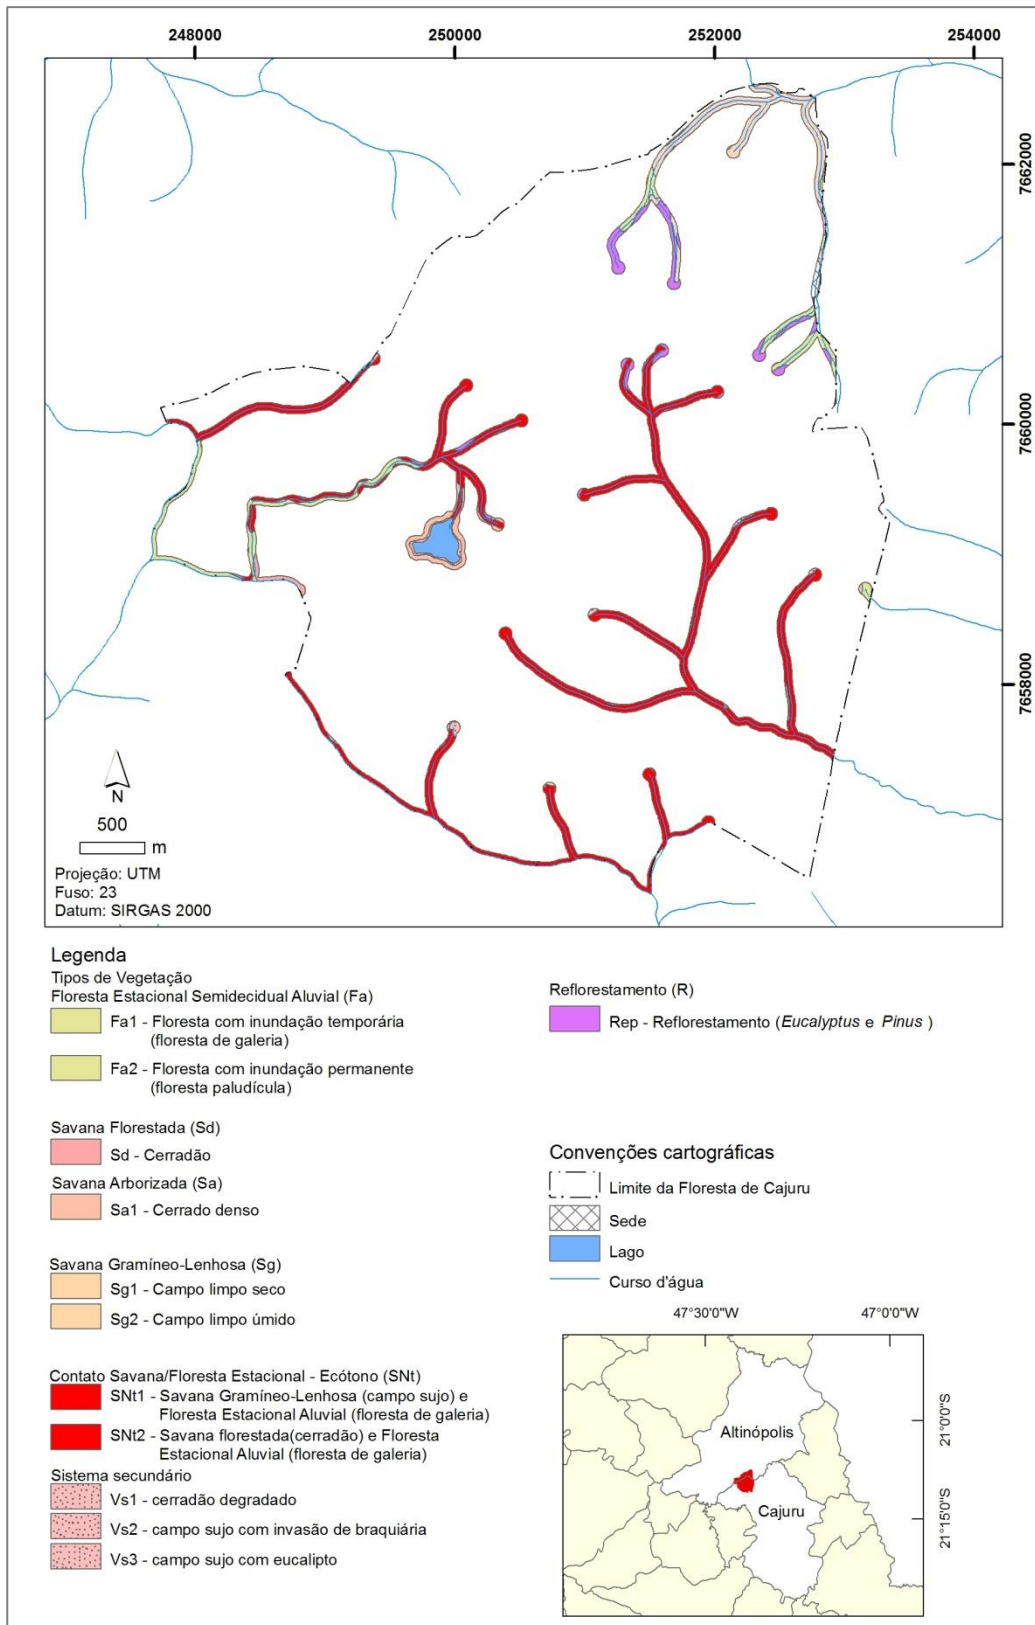 248000
250000
252000
254000
7662000
7660000
7658000
N
500
m
Projeção: UTM
Fuso: 23
Datum: SIRGAS 2000
Legenda
Tipos de Vegetação
Floresta Estacional Semidecidual Aluvial (Fa)
Fa1 - Floresta com inundação temporária
(floresta de galeria)
Fa2 - Floresta com inundação permanente
(floresta paludícula)
Savana Florestada (Sd)
Sd - Cerradão
Savana Arborizada (Sa)
Sa1 - Cerrado denso
Savana Gramíneo-Lenhosa (Sg)
Sg1 - Campo limpo seco
Sg2 - Campo limpo úmido
Contato Savana/Floresta Estacional - Ecótono (SNt)
SNt1 - Savana Gramíneo-Lenhosa (campo sujo) e
Floresta Estacional Aluvial (floresta de galeria)
SNt2 - Savana florestada(cerradão) e Floresta
Estacional Aluvial (floresta de galeria)
Sistema secundário
Vs1 - cerradão degradado
Vs2 - campo sujo com invasão de braquiária
Vs3 - campo sujo com eucalipto
Reflorestamento (R)
Rep - Reflorestamento (Eucalyptus e Pinus )
Convenções cartográficas
Limite da Floresta de Cajuru
Sede
Lago
Curso d'água
47°30'0"W
47°0'0"W
21°0'0"S
21°15'0"S
Altinópolis
Cajuru